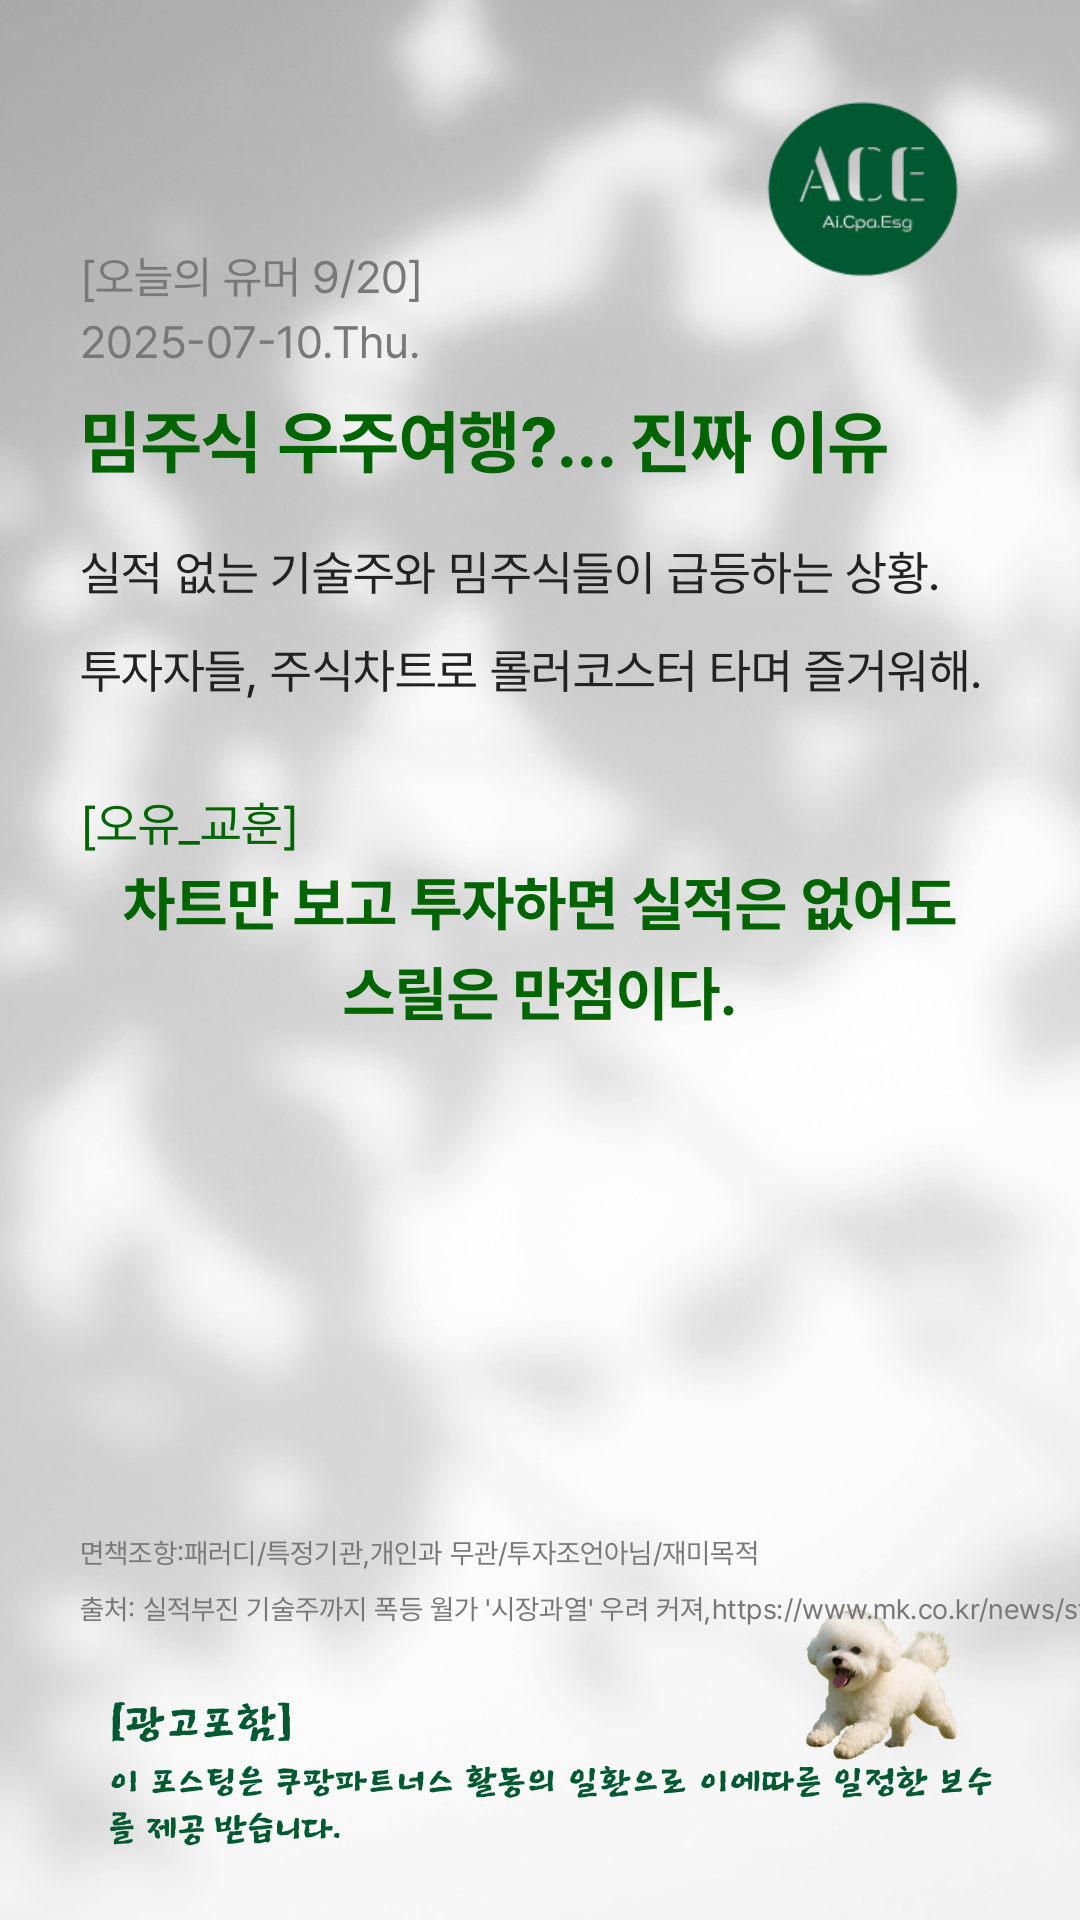 ACE
Ai.Cpa.Esg
[오늘의 유머 9/20]
2025-07-10.Thu.
밈주식 우주여행?... 진짜 이유
실적 없는 기술주와 밈주식들이 급등하는 상황.
투자자들, 주식차트로 롤러코스터 타며 즐거워해.
[오유_교훈]
차트만 보고 투자하면 실적은 없어도
스릴은 만점이다.
면책조항:패러디/특정기관,개인과 무관/투자조언아님/재미목적
출처: 실적부진 기술주까지 폭등 월가 '시장과열' 우려 커져,https://www.mk.co.kr/news/s
[광고포함]
이 포스팅은 쿠팡파트너스 활동의 일환으로 이에따른 일정한 보수
를 제공 받습니다.